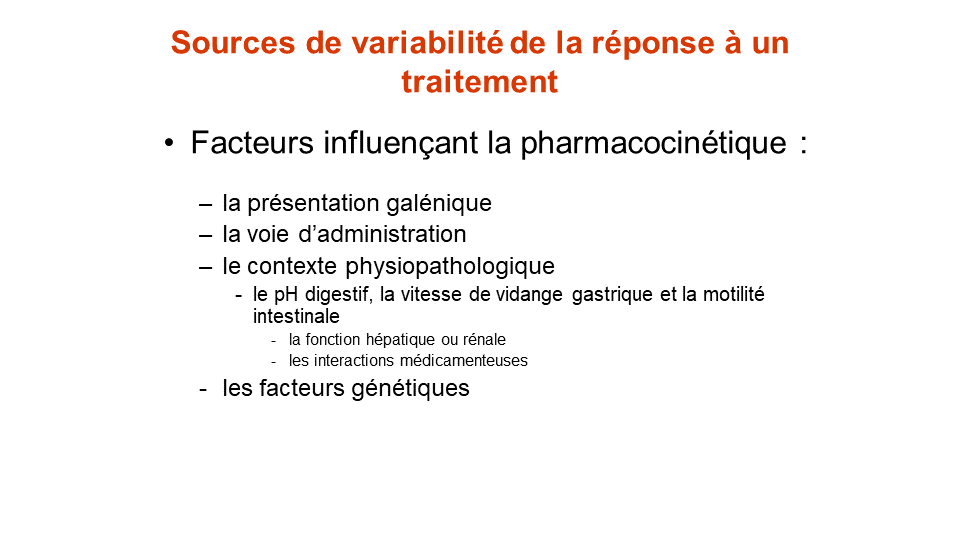 Sources de variabilité de la réponse à un
traitement
• Facteurs influençant la pharmacocinétique :
– la présentation galénique
– la voie d’administration
– le contexte physiopathologique
- le pH digestif, la vitesse de vidange gastrique et la motilité
intestinale
- la fonction hépatique ou rénale
- les interactions médicamenteuses
- les facteurs génétiques